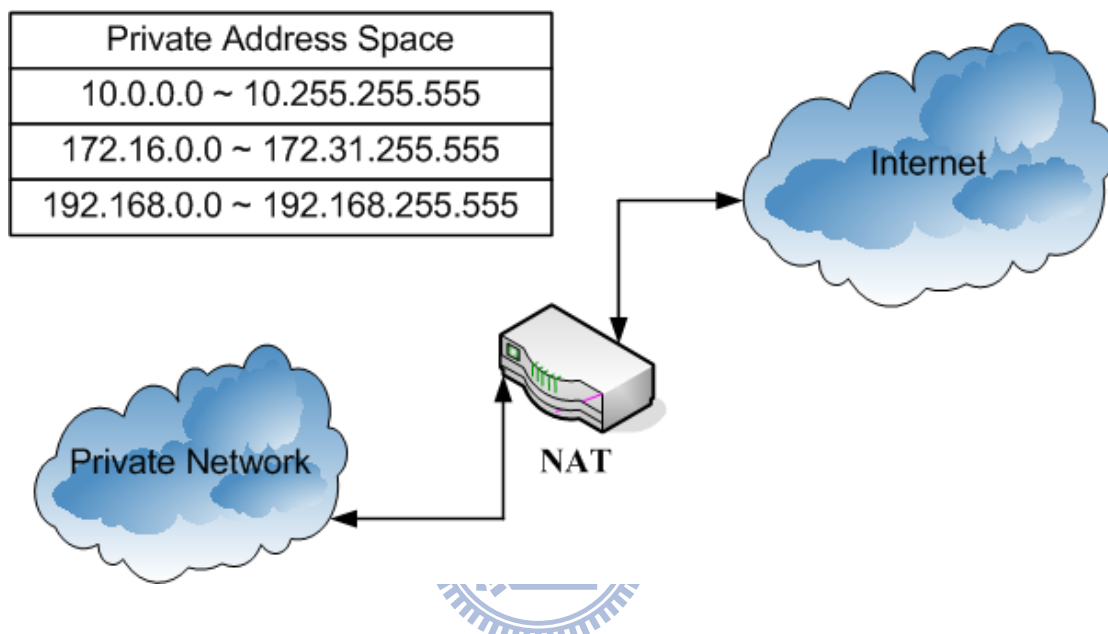 Private Address Space
10.0.0.0 ~ 10.255.255.555
172.16.0.0 ~ 172.31.255.555
192.168.0.0 ~ 192.168.255.555
Internet
NAT
Private Network